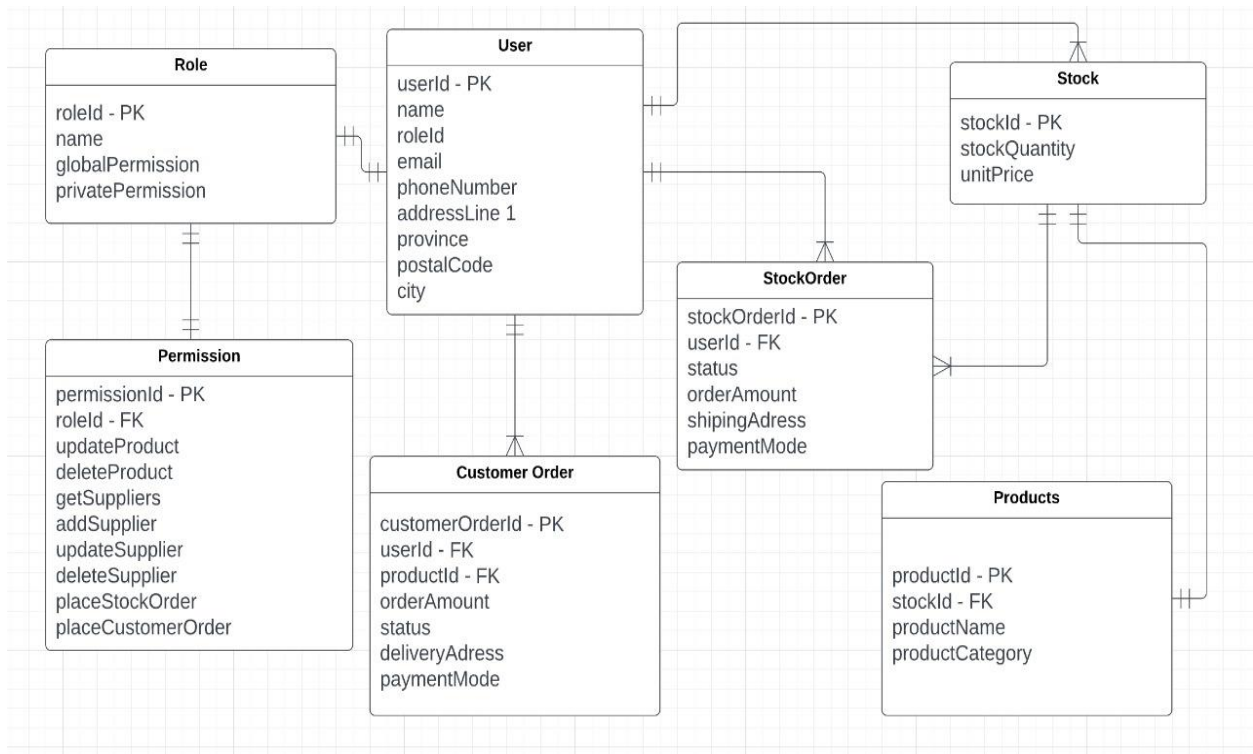 Role
roleId - PK
name
globalPermission
privatePermission
User
userId - PK
name
roleId
email
phoneNumber
addressLine 1
province
postalCode
city
Stock
stockId - PK
stockQuantity
unitPrice
StockOrder
stockOrderId - PK
userId - FK
status
orderAmount
shipingAdress
paymentMode
Permission
permissionId - PK
roleId - FK
updateProduct
deleteProduct
getSuppliers
addSupplier
updateSupplier
deleteSupplier
placeStockOrder
placeCustomerOrder
Customer Order
customerOrderId - PK
userId - FK
productId - FK
orderAmount
status
deliveryAdress
paymentMode
Products
productId - PK
stockId - FK
productName
productCategory